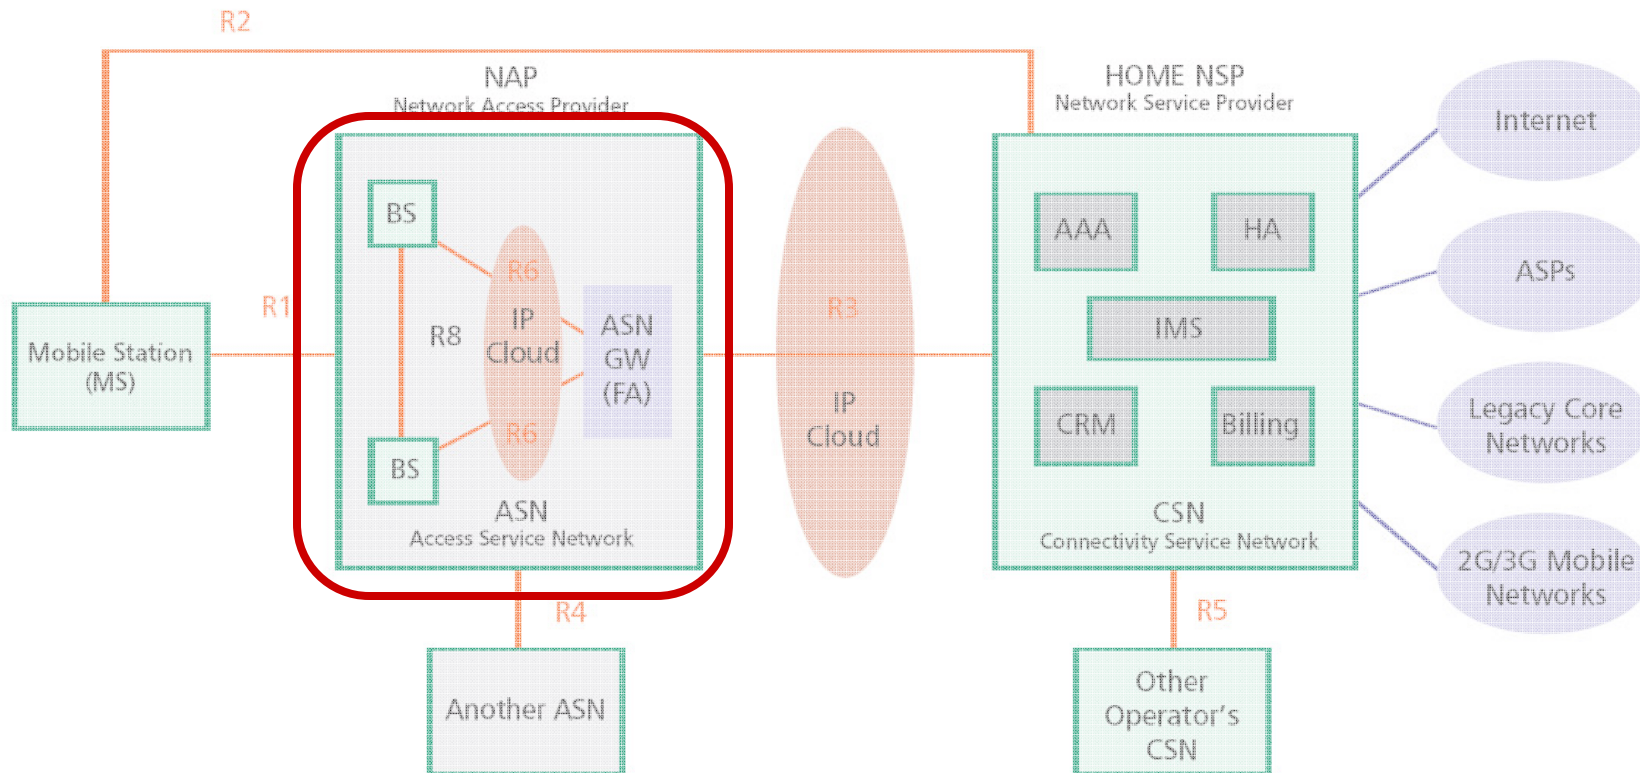 R2
NAP
Network Access Provider
HOME NSP
Network Service Provider
Internet
BS
AAA
HA
R6
ASPs
R1
R8
IP
Cloud
ASN
GW
(FA)
R3
IMS
Mobile Station
(MS)
IP
Cloud
R6
BS
CRM
Billing
Legacy Core
Networks
ASN
Access Service Network
CSN
Connectivity Service Network
2G/3G Mobile
Networks
R4
R5
Another ASN
Other
Operator's
CSN